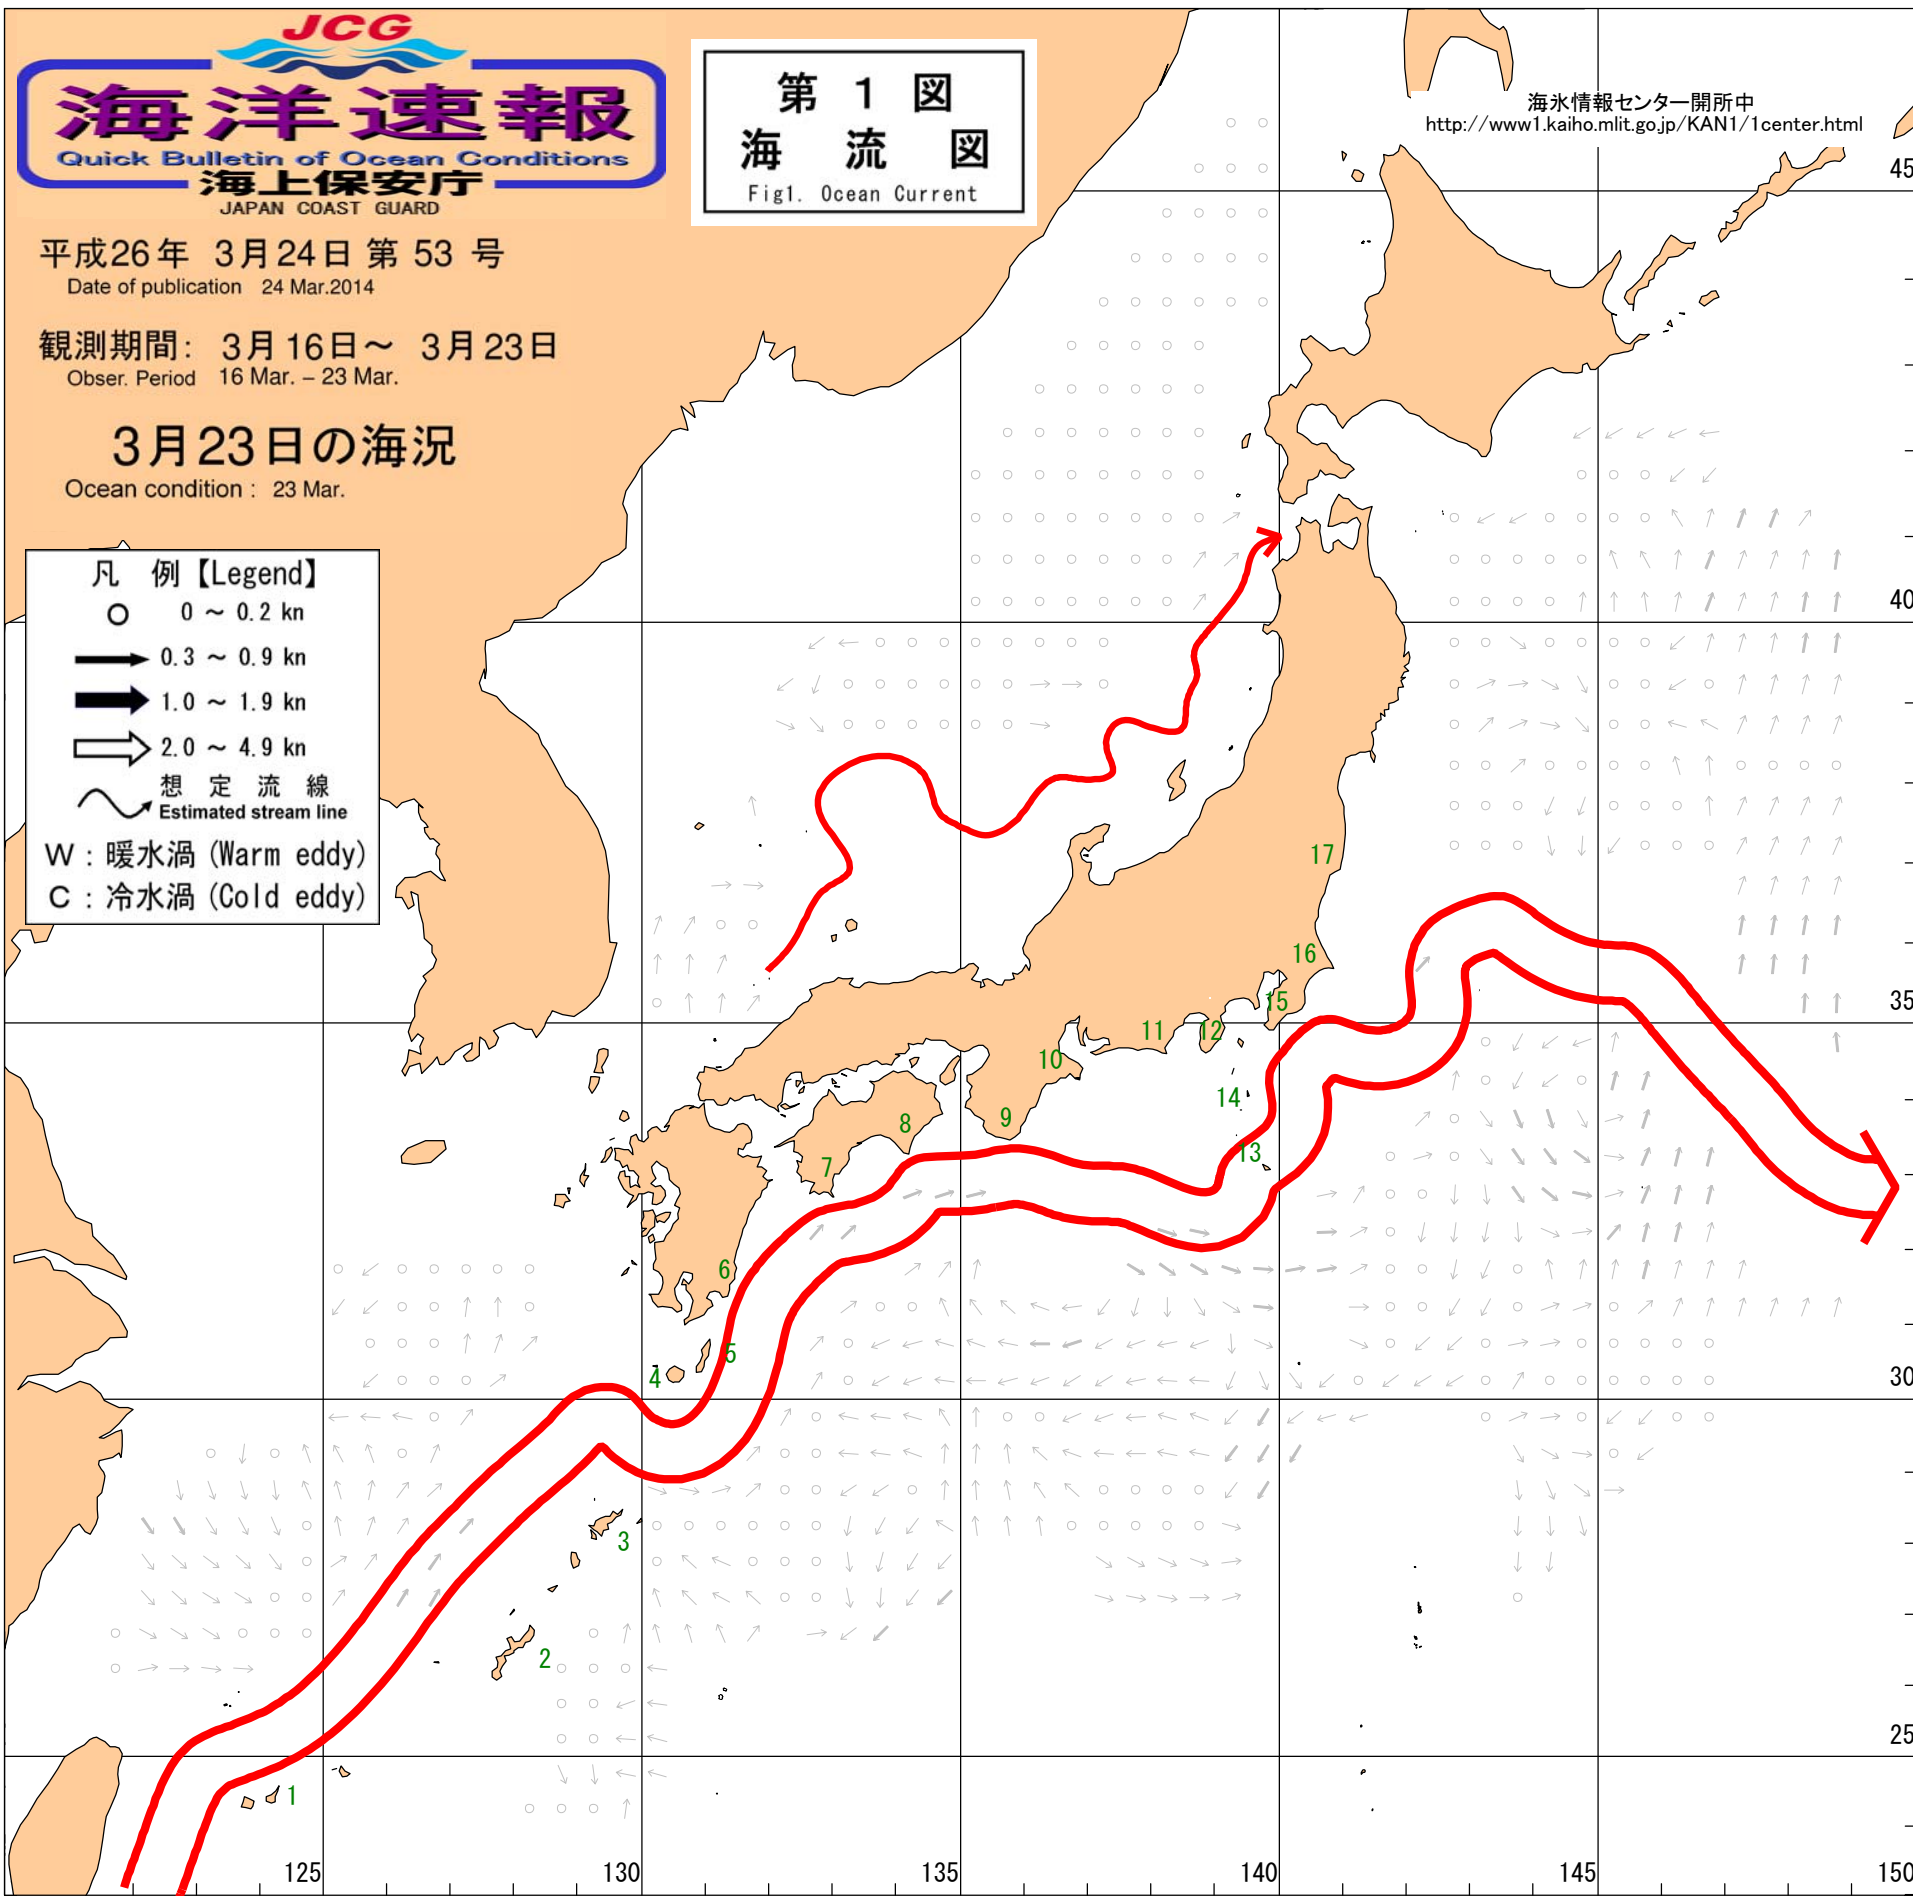 JCG
海洋速報
Quick Bulletin of Ocean Conditions
海上保安庁
JAPAN COAST GUARD
第 1 図
海 流 図
Fig1. Ocean Current
海氷情報センター開所中
http://www1.kaiho.mlit.go.jp/KAN1/1center.html
平成26年 3月24日 第 53 号
Date of publication 24 Mar.2014
観測期間: 3月16日～ 3月23日
Obser. Period 16 Mar. – 23 Mar.
3月23日の海況
Ocean condition : 23 Mar.
凡 例【Legend】
0 ～ 0.2 kn
0.3 ～ 0.9 kn
1.0 ～ 1.9 kn
2.0 ～ 4.9 kn
想 定 流 線
Estimated stream line
W : 暖水渦 (Warm eddy)
C : 冷水渦 (Cold eddy)
45
40
17
16
15
35
11
12
10
14
9
8
13
7
6
5
4
30
3
2
25
1
125
130
135
140
145
150